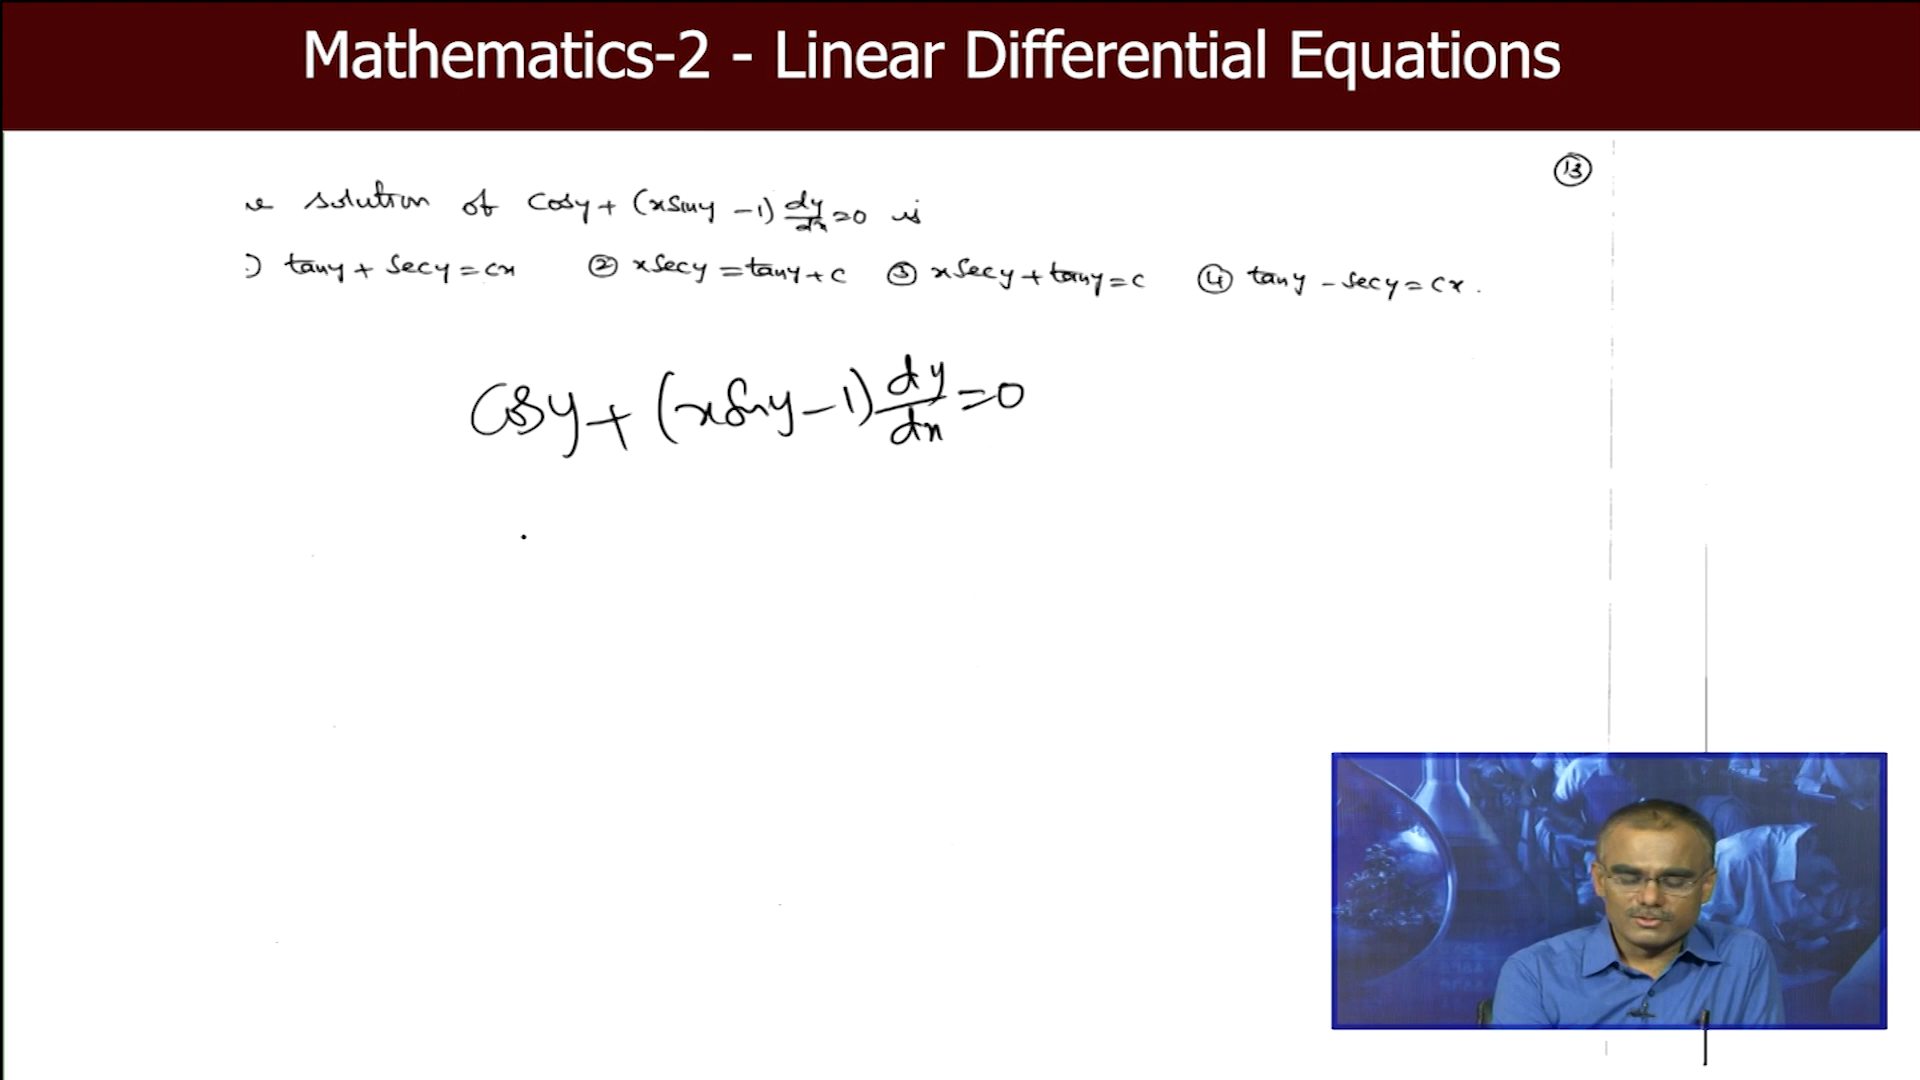 Mathematics-2 - Linear Differential Equations
13
solution of Cosy + (xSiny - 1) dy/dx = 0 is
) tany + Secy = cx ② xSecy = tany + c ③ xSecy + tany = c ④ tany - Secy = cx.
Cosy + (xSiny - 1) dy/dx = 0